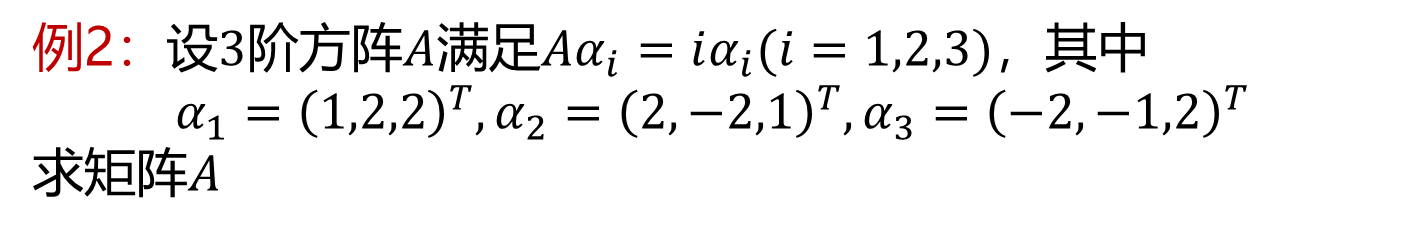 例2：设3阶方阵A满足Aα_i = iα_i(i = 1,2,3)，其中
α_1 = (1,2,2)^T, α_2 = (2, −2,1)^T, α_3 = (−2, −1,2)^T
求矩阵A